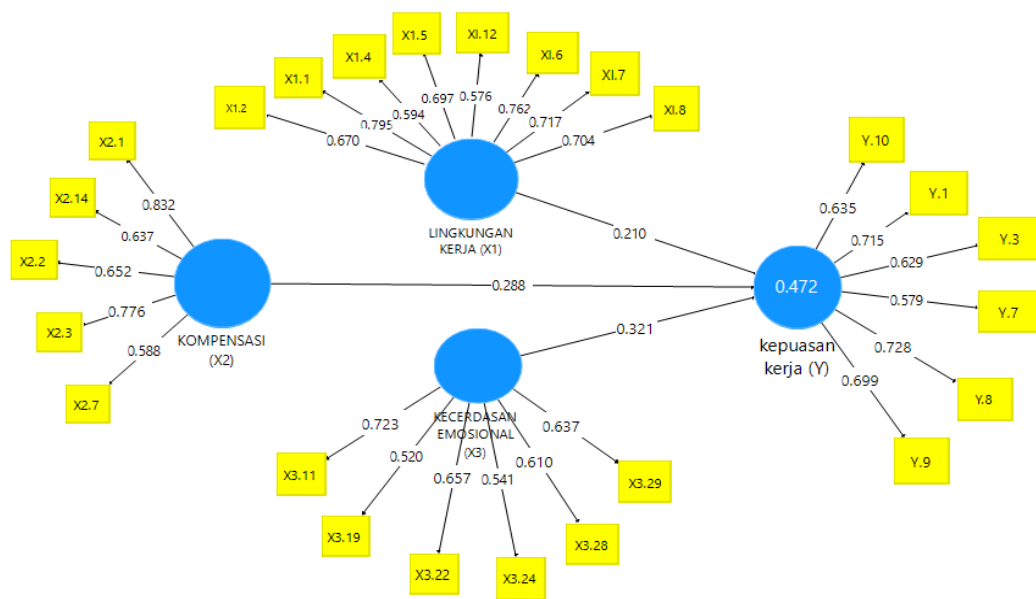 X1.5
XI.12
X1.4
XI.6
X1.1
XI.7
X1.2
XI.8
0.670
0.795
0.594
0.697
0.576
0.762
0.717
0.704
LINGKUNGAN
KERJA (X1)
X2.1
X2.14
X2.2
X2.3
X2.7
0.832
0.637
0.652
0.776
0.588
KOMPENSASI
(X2)
0.210
0.288
0.321
KECERDASAN
EMOSIONAL
(X3)
0.723
0.520
0.657
0.541
0.610
0.637
X3.11
X3.19
X3.22
X3.24
X3.28
X3.29
0.472
kepuasan
kerja (Y)
0.635
0.715
0.629
0.579
0.728
0.699
Y.10
Y.1
Y.3
Y.7
Y.8
Y.9